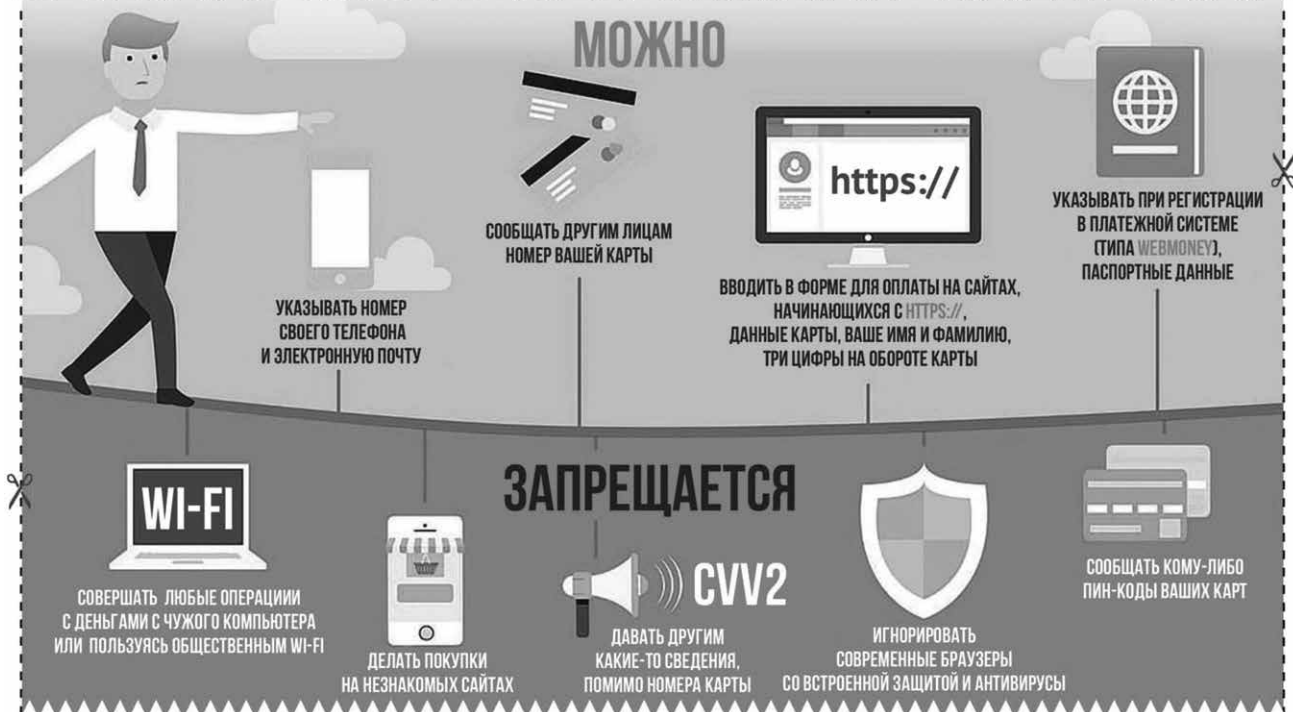 МОЖНО
УКАЗЫВАТЬ НОМЕР
СВОЕГО ТЕЛЕФОНА
И ЭЛЕКТРОННУЮ ПОЧТУ
СООБЩАТЬ ДРУГИМ ЛИЦАМ
НОМЕР ВАШЕЙ КАРТЫ
https://
ВВОДИТЬ В ФОРМЕ ДЛЯ ОПЛАТЫ НА САЙТАХ,
НАЧИНАЮЩИХСЯ С HTTPS://,
ДАННЫЕ КАРТЫ, ВАШЕ ИМЯ И ФАМИЛИЮ,
ТРИ ЦИФРЫ НА ОБОРОТЕ КАРТЫ
УКАЗЫВАТЬ ПРИ РЕГИСТРАЦИИ
В ПЛАТЕЖНОЙ СИСТЕМЕ
(ТИПА WEBMONEY),
ПАСПОРТНЫЕ ДАННЫЕ
ЗАПРЕЩАЕТСЯ
WI-FI
СОВЕРШАТЬ ЛЮБЫЕ ОПЕРАЦИИИ
С ДЕНЬГАМИ С ЧУЖОГО КОМПЬЮТЕРА
ИЛИ ПОЛЬЗУЯСЬ ОБЩЕСТВЕННЫМ WI-FI
ДЕЛАТЬ ПОКУПКИ
НА НЕЗНАКОМЫХ САЙТАХ
CVV2
ДАВАТЬ ДРУГИМ
КАКИЕ-ТО СВЕДЕНИЯ,
ПОМИМО НОМЕРА КАРТЫ
ИГНОРИРОВАТЬ
СОВРЕМЕННЫЕ БРАУЗЕРЫ
СО ВСТРОЕННОЙ ЗАЩИТОЙ И АНТИВИРУСЫ
СООБЩАТЬ КОМУ-ЛИБО
ПИН-КОДЫ ВАШИХ КАРТ